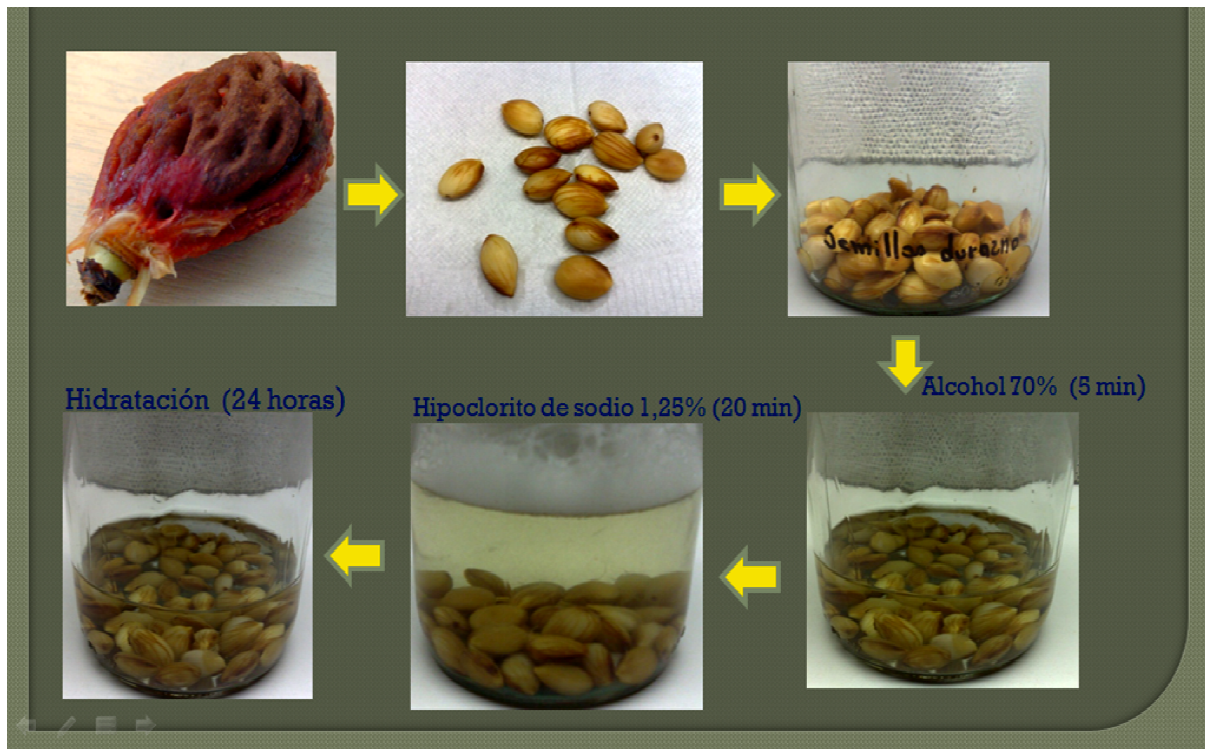 Semillas durazno
Alcohol 70% (5 min)
Hipoclorito de sodio 1,25% (20 min)
Hidratación (24 horas)